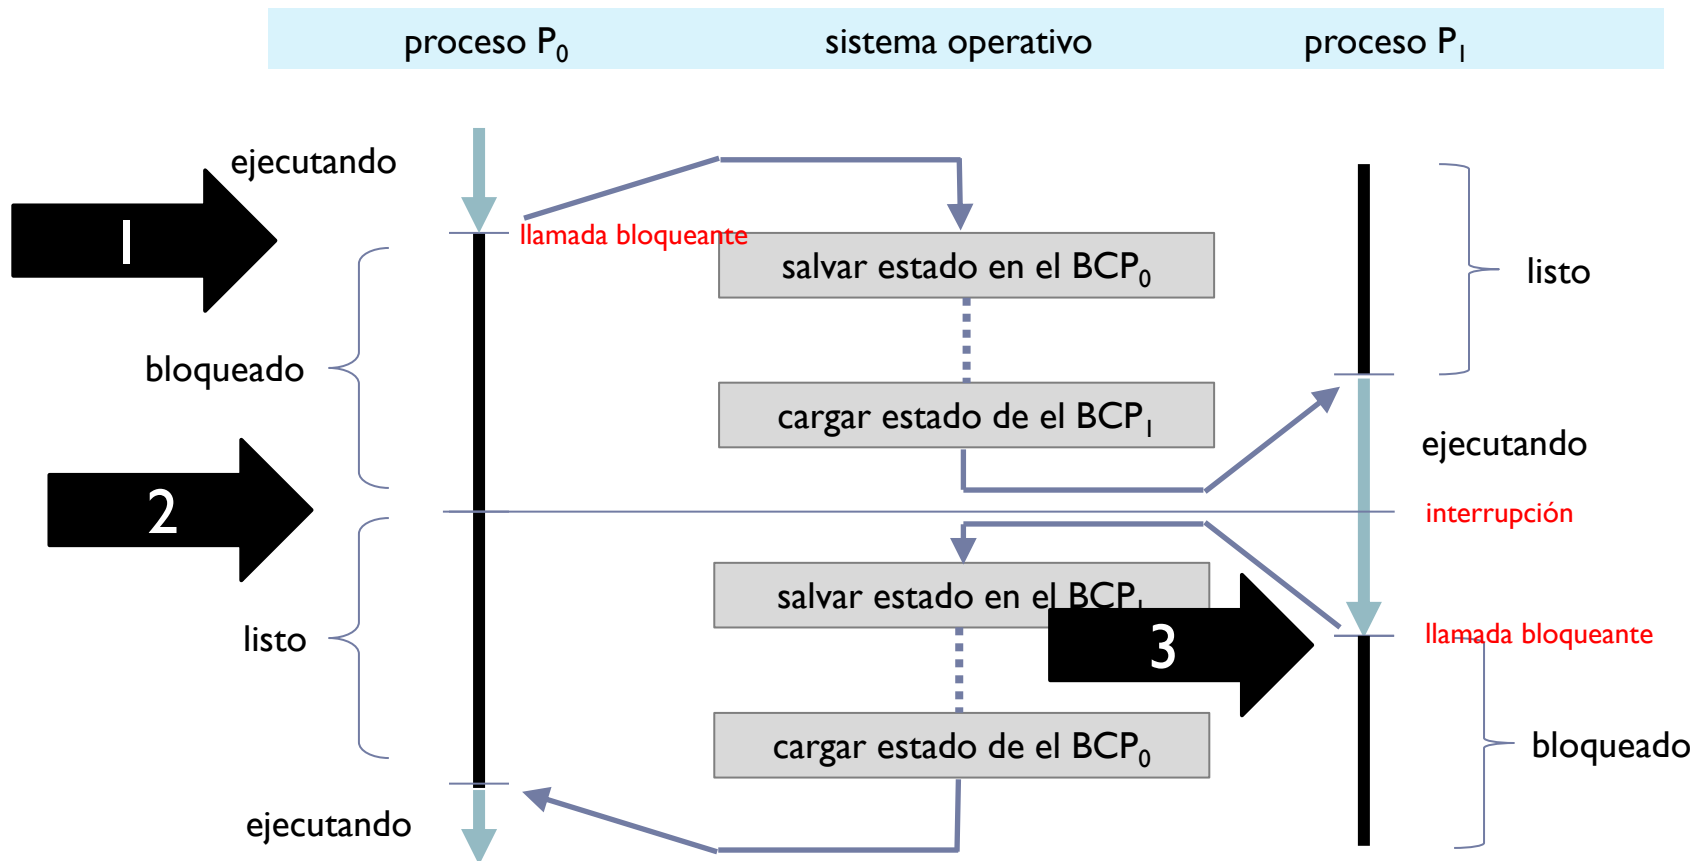 proceso P₀ sistema operativo proceso P₁
ejecutando
1
llamada bloqueante
salvar estado en el BCP₀
listo
bloqueado
cargar estado de el BCP₁
ejecutando
2
interrupción
salvar estado en el BCP₁
listo
3
llamada bloqueante
cargar estado de el BCP₀
bloqueado
ejecutando